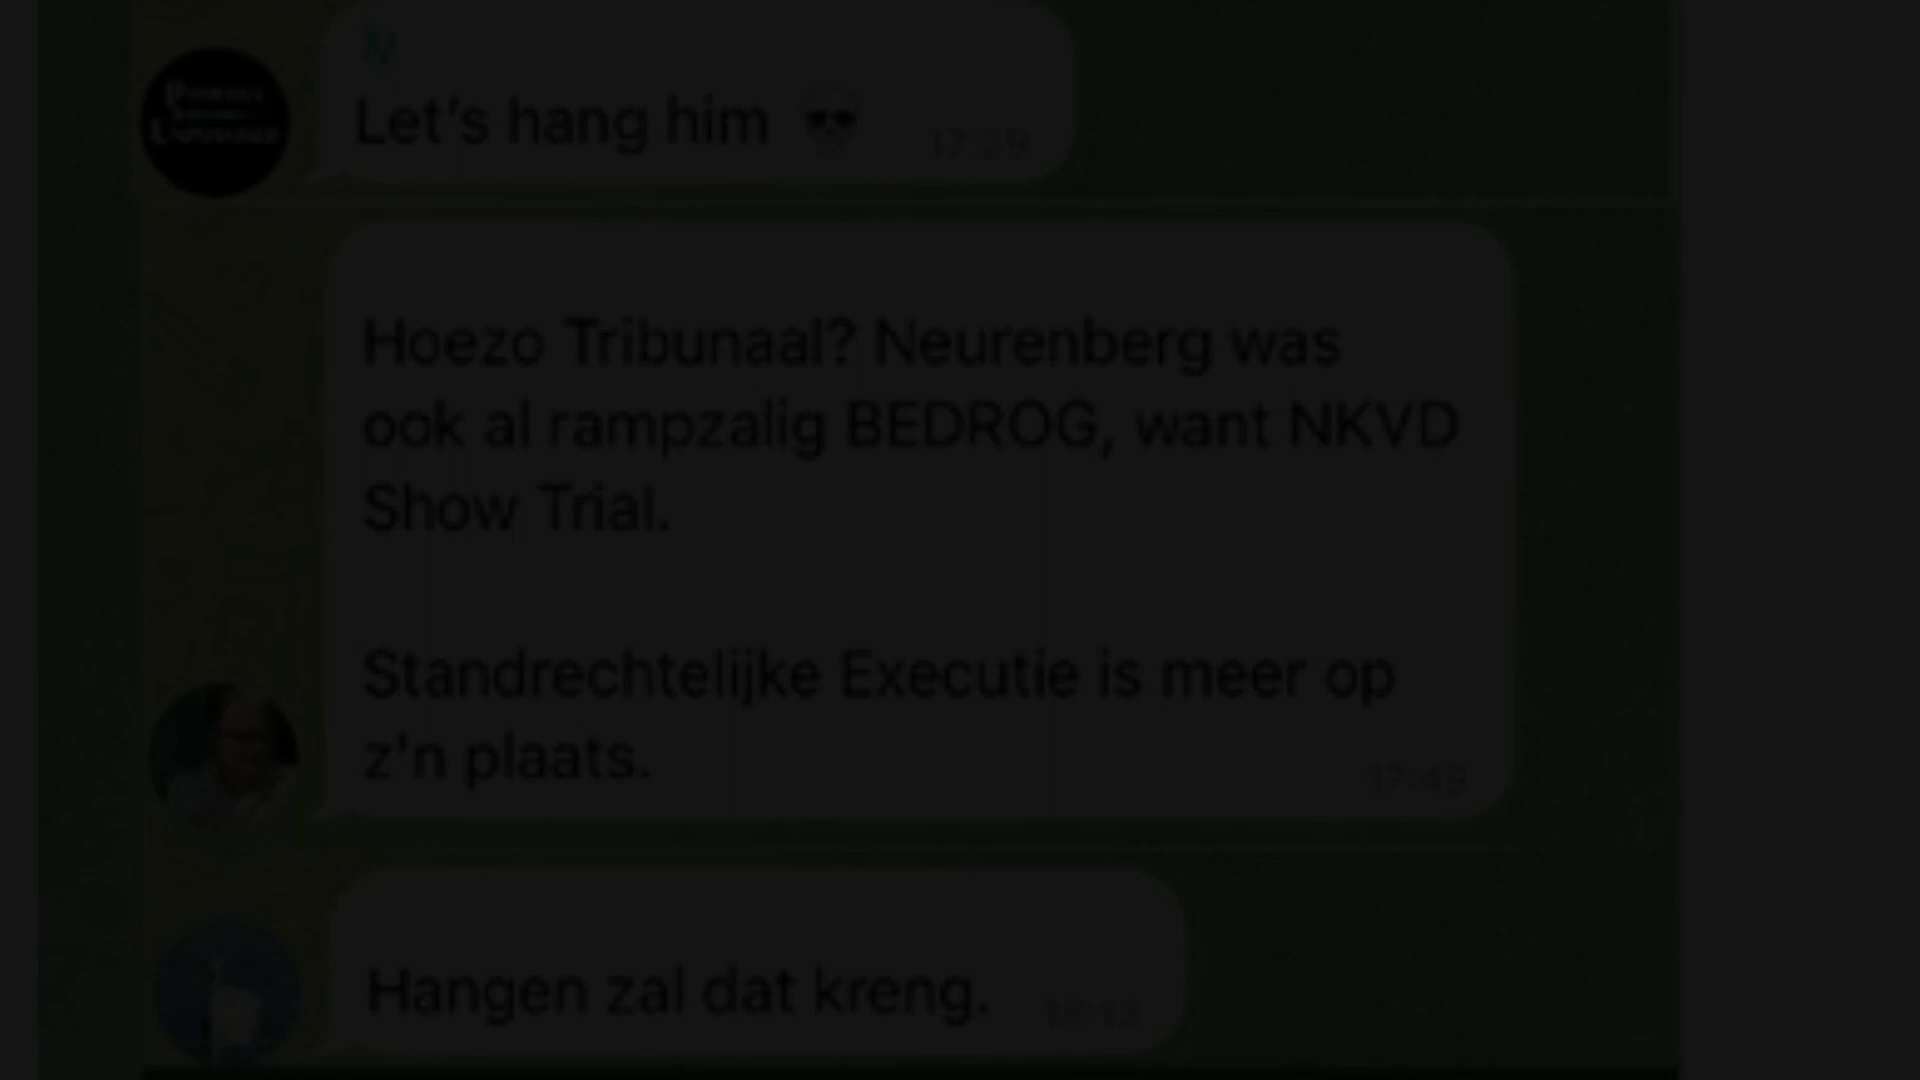 Let's hang him 💀
17:39
Hoezo Tribunaal? Neurenberg was
ook al rampzalig BEDROG, want NKVD
Show Trial.
Standrechtelijke Executie is meer op
z'n plaats.
17:49
Hangen zal dat kreng.